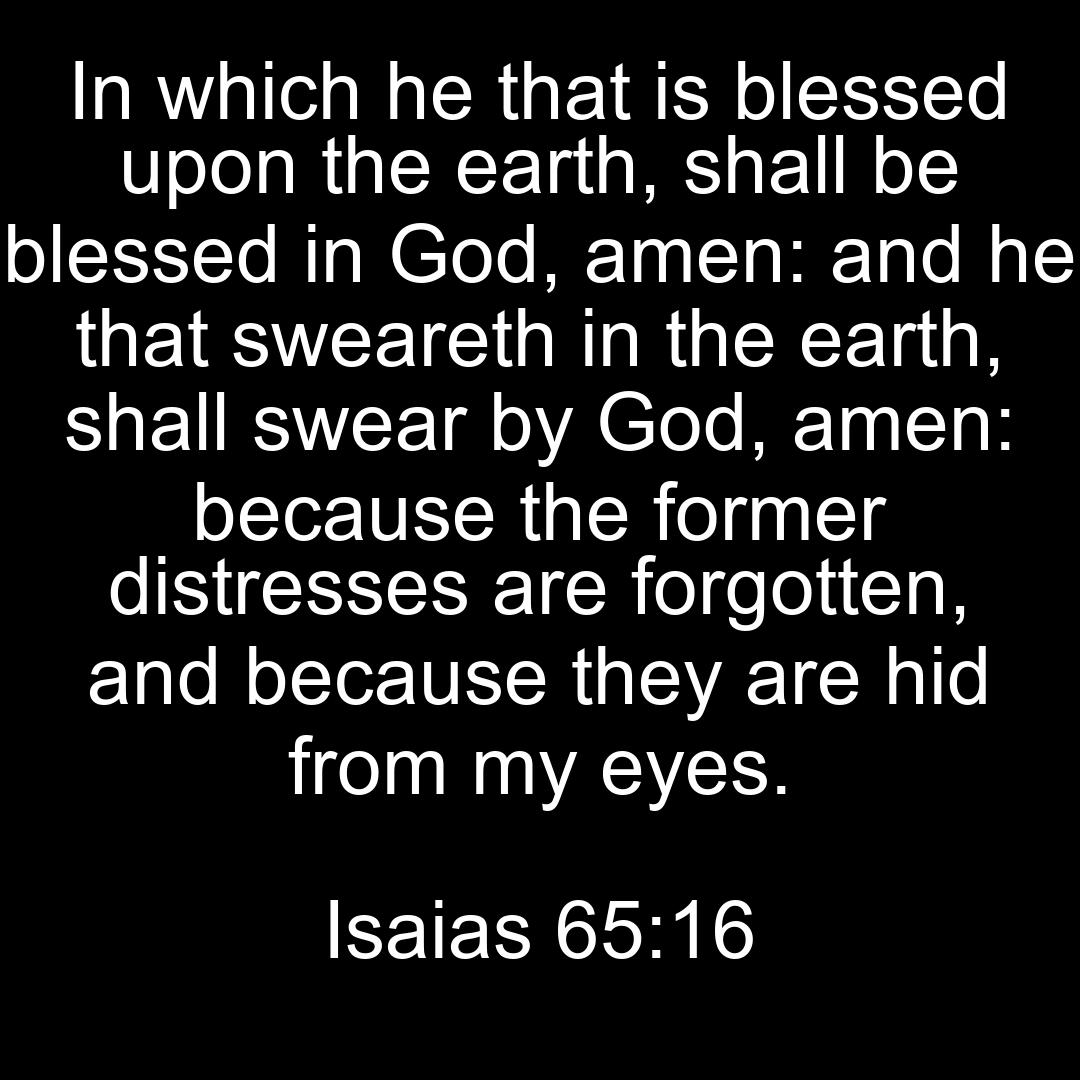 In which he that is blessed
upon the earth, shall be
blessed in God, amen: and he
that sweareth in the earth,
shall swear by God, amen:
because the former
distresses are forgotten,
and because they are hid
from my eyes.
Isaias 65:16